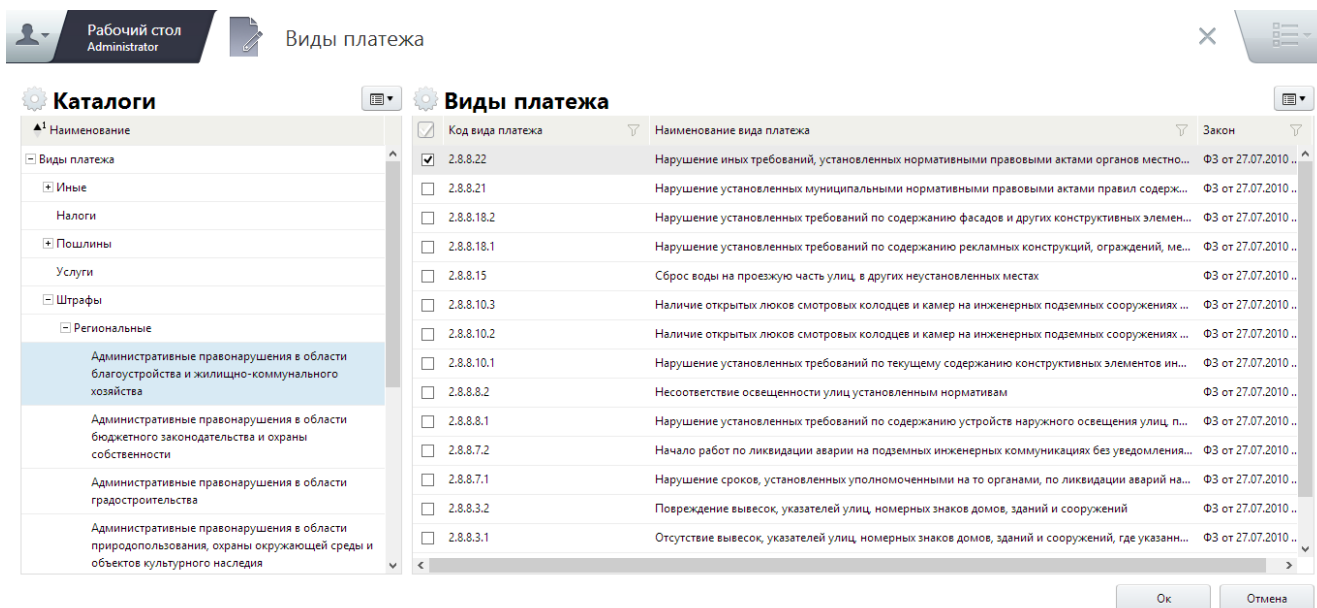 Рабочий стол
Administrator
Виды платежа
Каталоги
1 Наименование
Виды платежа
Иные
Налоги
Пошлины
Услуги
Штрафы
Региональные
Административные правонарушения в области
благоустройства и жилищно-коммунального
хозяйства
Административные правонарушения в области
бюджетного законодательства и охраны
собственности
Административные правонарушения в области
градостроительства
Административные правонарушения в области
природопользования, охраны окружающей среды и
объектов культурного наследия
Виды платежа
Код вида платежа Наименование вида платежа Закон
2.8.8.22 Нарушение иных требований, установленных нормативными правовыми актами органов местно... ФЗ от 27.07.2010 ..
2.8.8.21 Нарушение установленных муниципальными нормативными правовыми актами правил содерж... ФЗ от 27.07.2010 ..
2.8.8.18.2 Нарушение установленных требований по содержанию фасадов и других конструктивных элемен... ФЗ от 27.07.2010 ..
2.8.8.18.1 Нарушение установленных требований по содержанию рекламных конструкций, ограждений, ме... ФЗ от 27.07.2010 ..
2.8.8.15 Сброс воды на проезжую часть улиц, в других неустановленных местах ФЗ от 27.07.2010 ..
2.8.8.10.3 Наличие открытых люков смотровых колодцев и камер на инженерных подземных сооружениях ... ФЗ от 27.07.2010 ..
2.8.8.10.2 Наличие открытых люков смотровых колодцев и камер на инженерных подземных сооружениях ... ФЗ от 27.07.2010 ..
2.8.8.10.1 Нарушение установленных требований по текущему содержанию конструктивных элементов ин... ФЗ от 27.07.2010 ..
2.8.8.8.2 Несоответствие освещенности улиц установленным нормативам ФЗ от 27.07.2010 ..
2.8.8.8.1 Нарушение установленных требований по содержанию устройств наружного освещения улиц, п... ФЗ от 27.07.2010 ..
2.8.8.7.2 Начало работ по ликвидации аварии на подземных инженерных коммуникациях без уведомления... ФЗ от 27.07.2010 ..
2.8.8.7.1 Нарушение сроков, установленных уполномоченными на то органами, по ликвидации аварий на... ФЗ от 27.07.2010 ..
2.8.8.3.2 Повреждение вывесок, указателей улиц, номерных знаков домов, зданий и сооружений ФЗ от 27.07.2010 ..
2.8.8.3.1 Отсутствие вывесок, указателей улиц, номерных знаков домов, зданий и сооружений, где указанн... ФЗ от 27.07.2010 ..
Ок Отмена